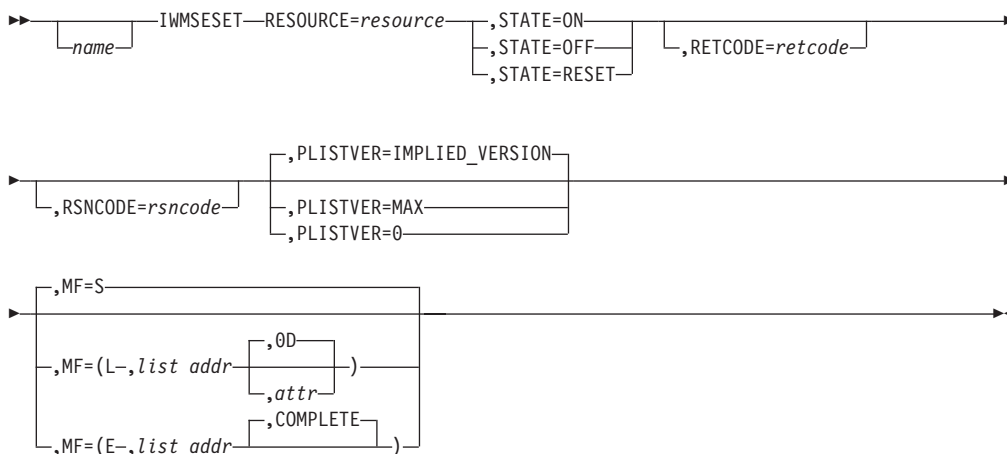 IWMSESET RESOURCE=resource ,STATE=ON
name ,STATE=OFF ,RETCODE=retcode
,STATE=RESET
,PLISTVER=IMPLIED_VERSION
,RSNCODE=rsncode ,PLISTVER=MAX
,PLISTVER=0
,MF=S
,0D
,MF=(L ,list addr )
,attr
,COMPLETE
,MF=(E ,list addr )